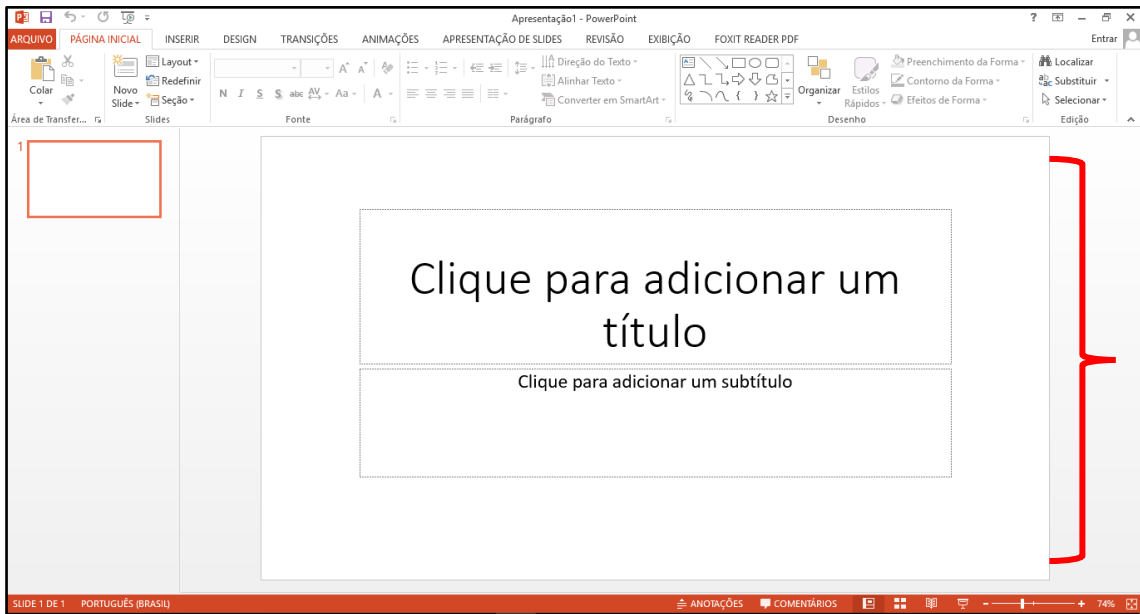 Apresentação1 - PowerPoint
? Entrar
ARQUIVO PÁGINA INICIAL INSERIR DESIGN TRANSIÇÕES ANIMAÇÕES APRESENTAÇÃO DE SLIDES REVISÃO EXIBIÇÃO FOXIT READER PDF
Colar
Área de Transfer...
Novo
Slide
Layout
Redefinir
Seção
Slides
N I S S abc AV Aa A
A A
Fonte
Direção do Texto
Alinhar Texto
Converter em SmartArt
Parágrafo
Organizar
Estilos
Rápidos
Preenchimento da Forma
Contorno da Forma
Efeitos de Forma
Desenho
Localizar
Substituir
Selecionar
Edição
1
Clique para adicionar um
título
Clique para adicionar um subtítulo
SLIDE 1 DE 1 PORTUGUÊS (BRASIL) ANOTAÇÕES COMENTÁRIOS - + 74%